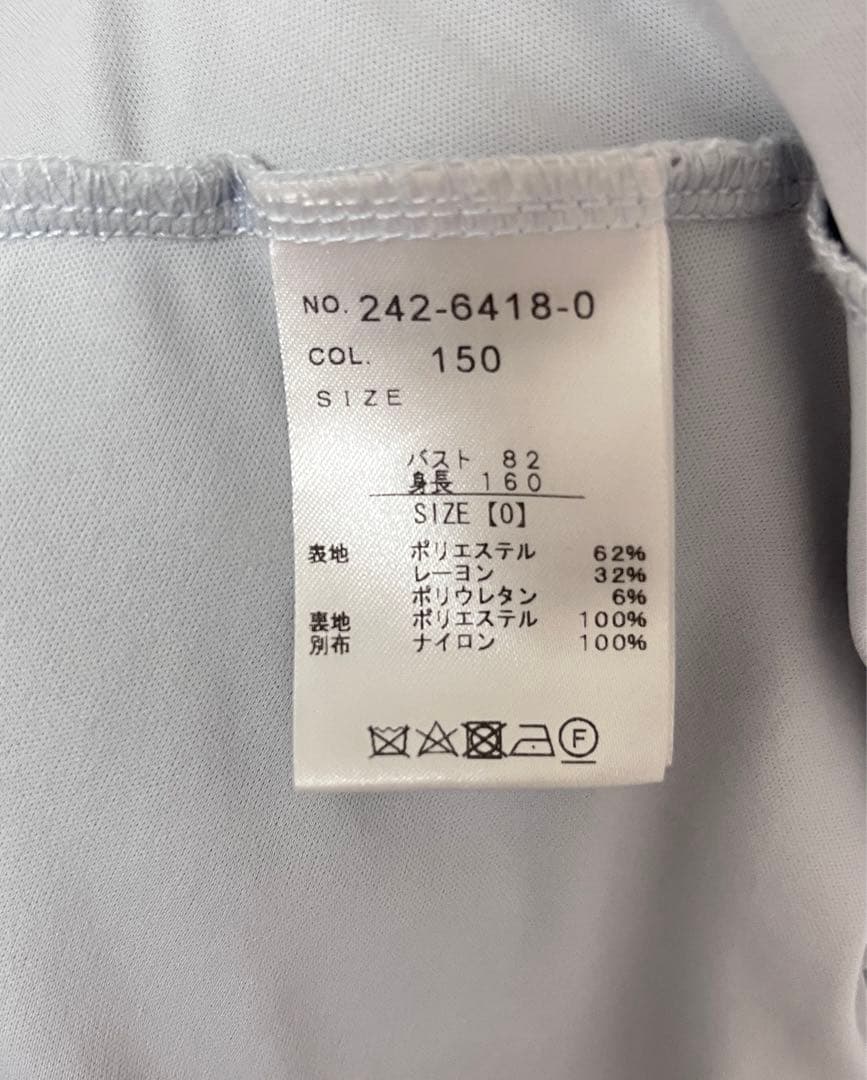 NO. 242-6418-0
COL. 150
SIZE
バスト 82
身長 160
SIZE【0】
表地 ポリエステル 62%
レーヨン 32%
ポリウレタン 6%
裏地 ポリエステル 100%
別布 ナイロン 100%
F